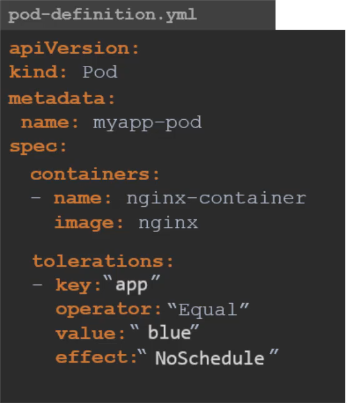 pod-definition.yml
apiVersion:
kind: Pod
metadata:
name: myapp-pod
spec:
containers:
- name: nginx-container
image: nginx
tolerations:
- key:“app”
operator:“Equal”
value:“ blue”
effect:“ NoSchedule ”